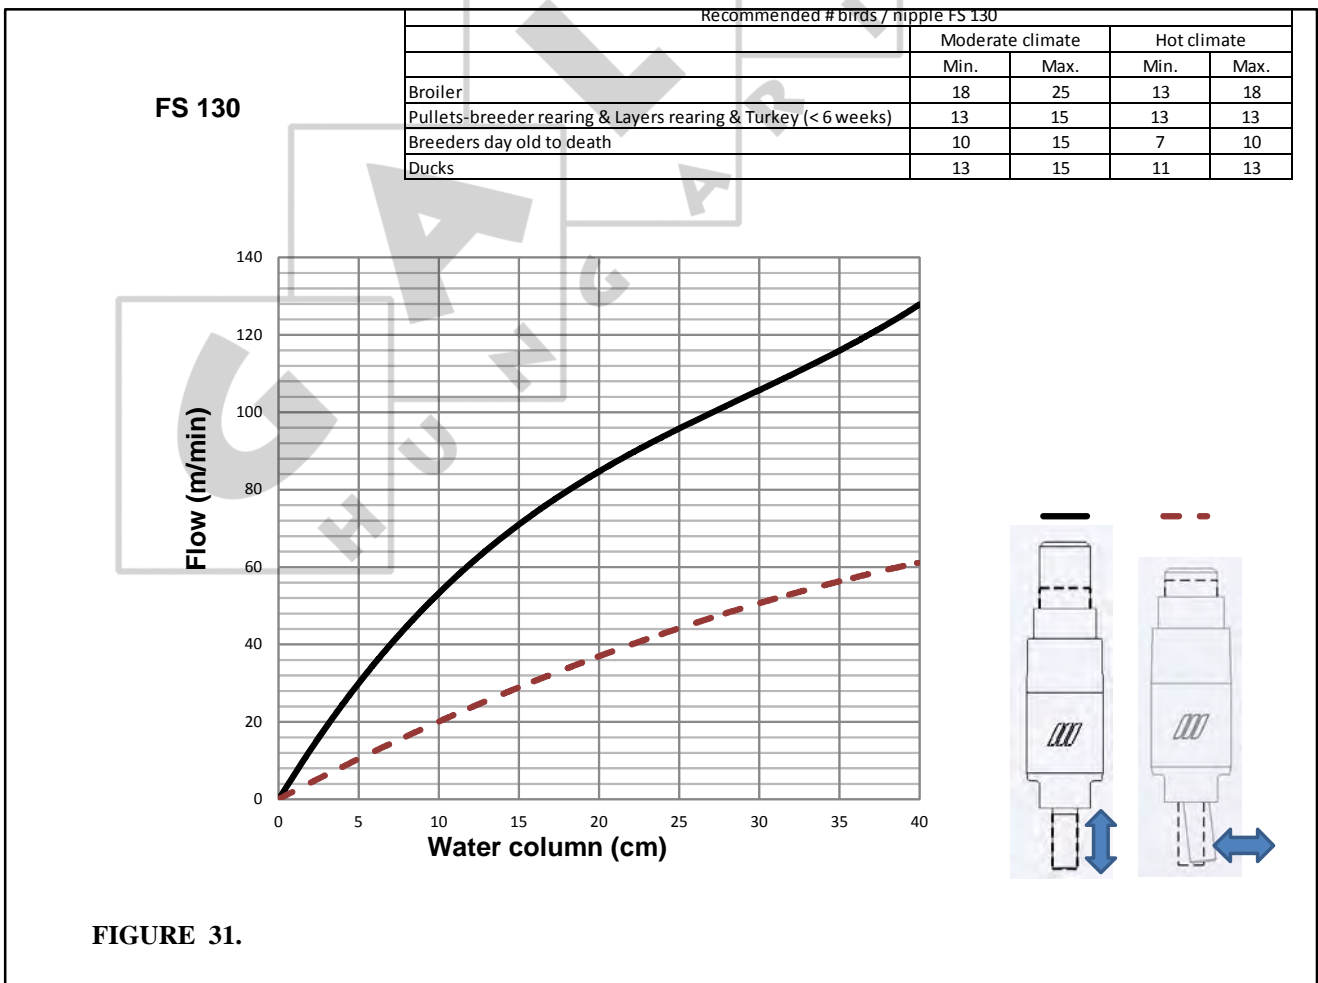 Recommended # birds / nipple FS 130
Moderate climate Hot climate
Min. Max. Min. Max.
FS 130
Broiler 18 25 13 18
Pullets-breeder rearing & Layers rearing & Turkey (< 6 weeks) 13 15 13 13
Breeders day old to death 10 15 7 10
Ducks 13 15 11 13
GAL
HUNGARI
140
120
100
80
60
40
20
0
Flow (m/min)
0 5 10 15 20 25 30 35 40
Water column (cm)
FIGURE 31.